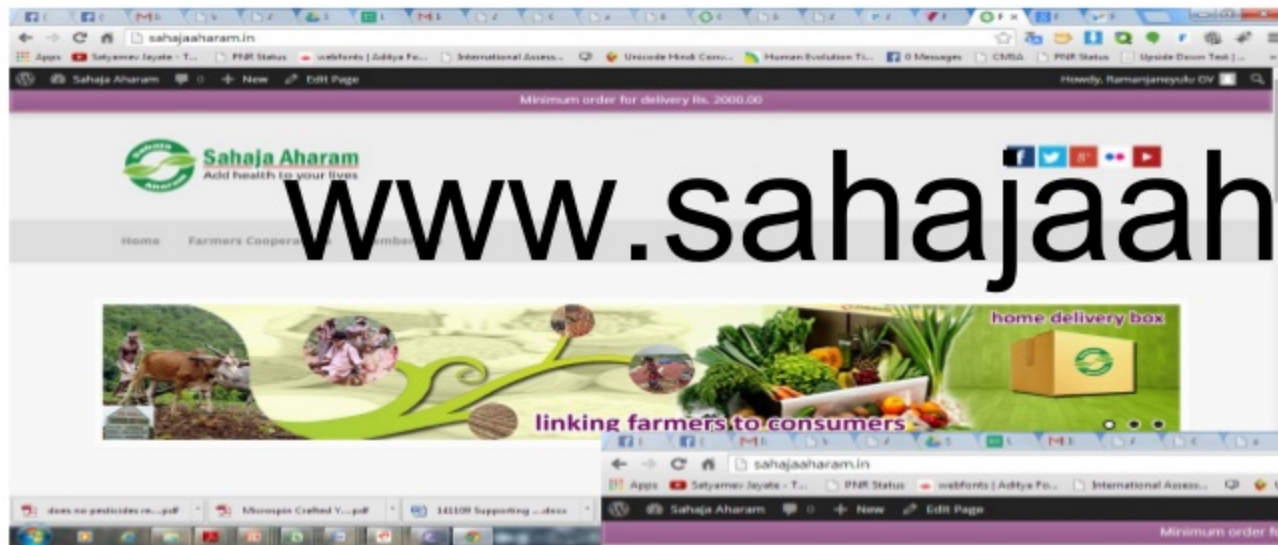 sahajaaharam.in
Apps Satyamev Jayate - T... PNR Status webfonts | Aditya Fo... International Assess... Unicode Hindi Conv... Human Evolution Ti... 0 Messages CMSA PNR Status Upside Down Text |...
Sahaja Aharam 0 + New Edit Page Howdy, Ramanjaneyulu GV
Minimum order for delivery Rs. 2000.00
Sahaja Aharam
Add health to your lives
www.sahajaah
Home Farmers Coopera
home delivery box
linking farmers to consumers
sahajaaharam.in
Apps Satyamev Jayate - T... PNR Status webfonts | Aditya Fo... International Assess...
does no pesticides re....pdf Microspin Crafted Y....pdf 141109 Supporting ....docx
Sahaja Aharam 0 + New Edit Page
Minimum order f